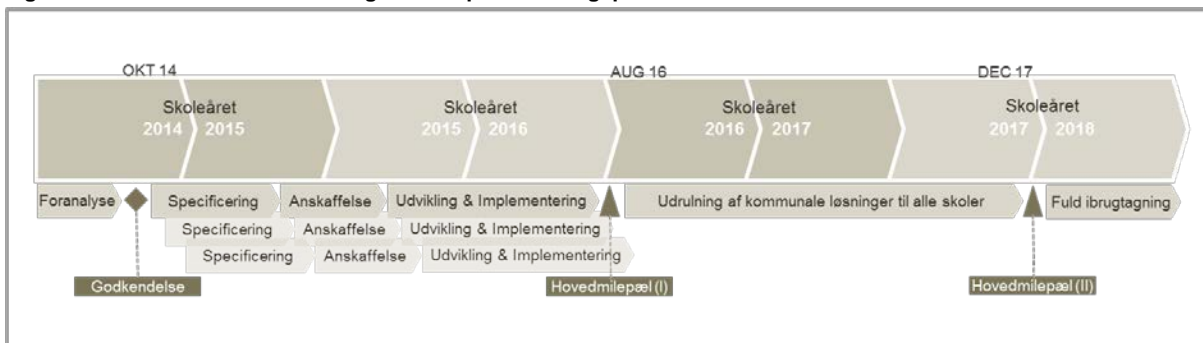 OKT 14 AUG 16 DEC 17
Skoleåret Skoleåret Skoleåret Skoleåret
2014 2015 2015 2016 2016 2017 2017 2018
Foranalyse Specificering Anskaffelse Udvikling & Implementering Udrulning af kommunale løsninger til alle skoler Fuld ibrugtagning
Specificering Anskaffelse Udvikling & Implementering
Specificering Anskaffelse Udvikling & Implementering
Godkendelse Hovedmilepæl (I) Hovedmilepæl (II)